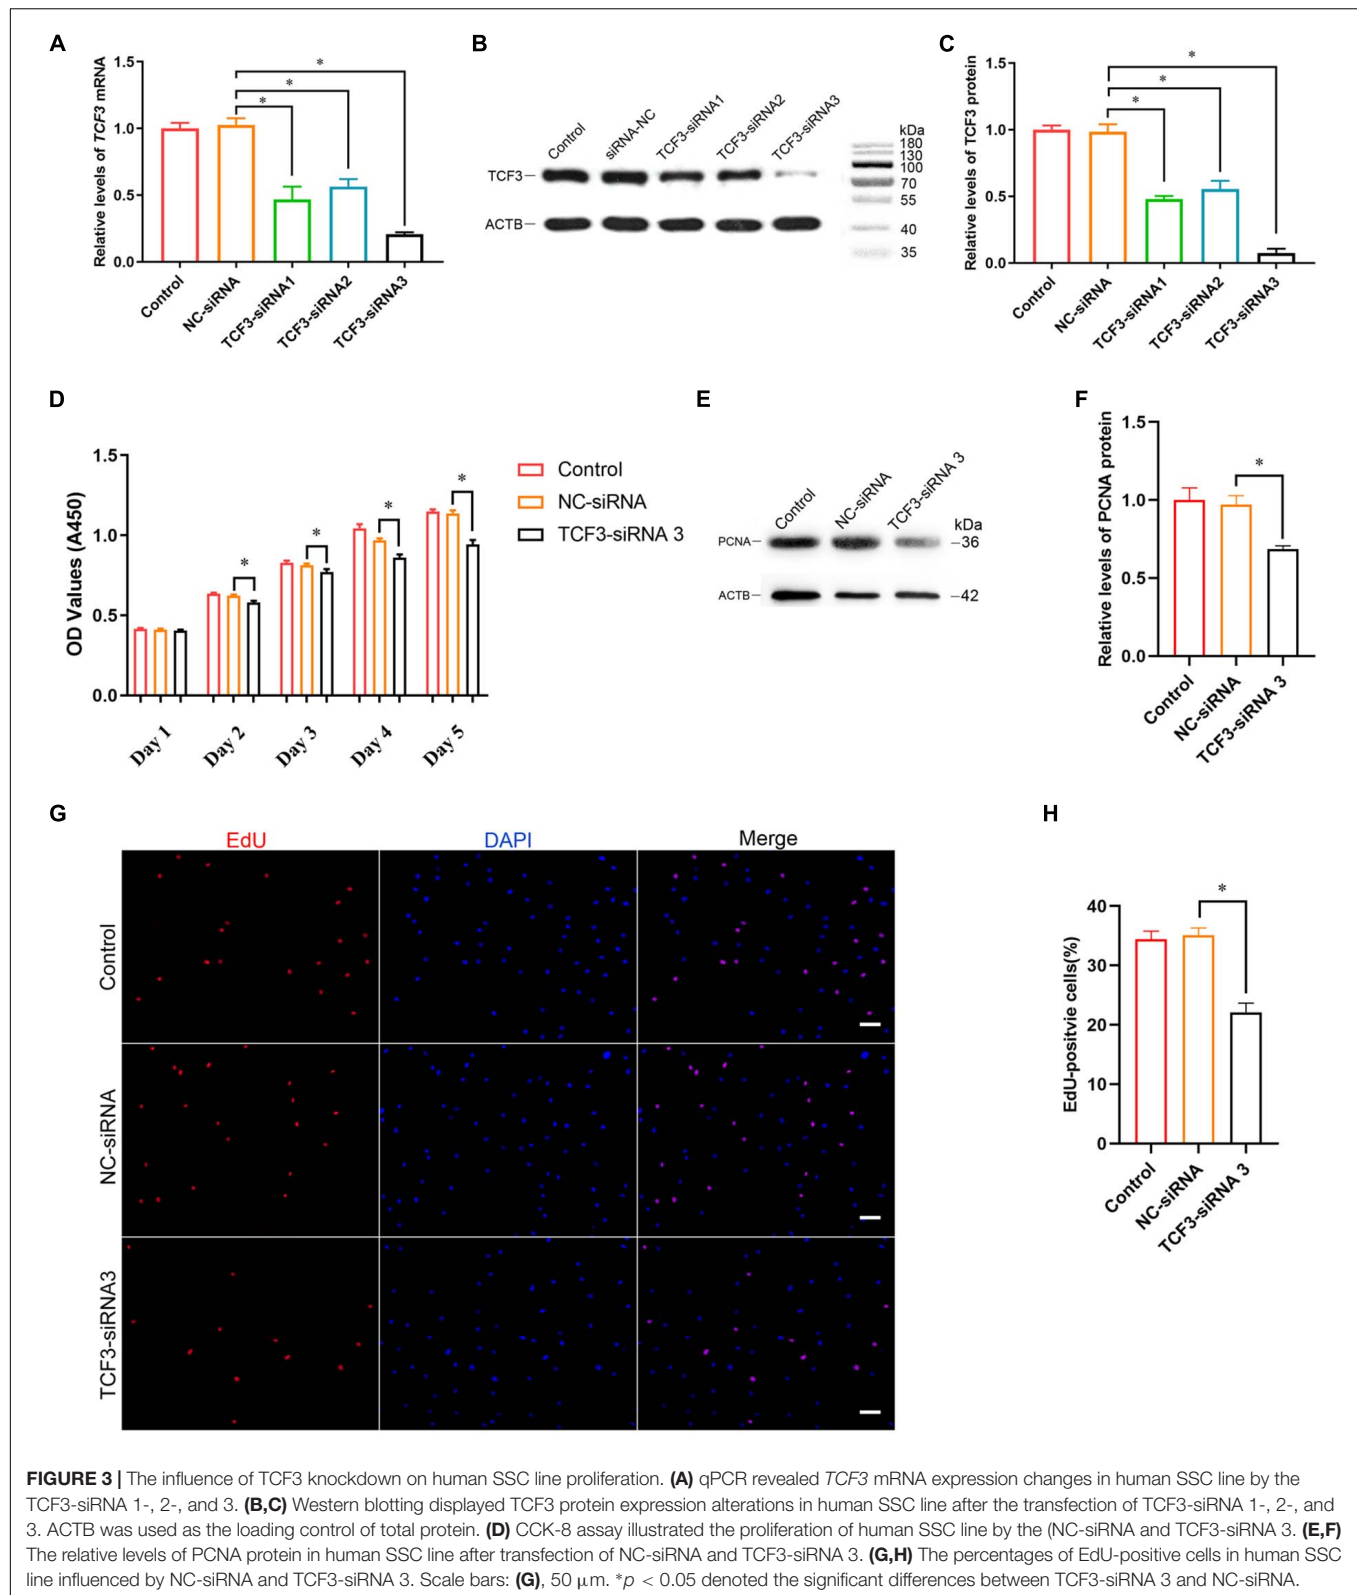 A
Relative levels of TCF3 mRNA
1.5
1.0
0.5
0.0
*
*
*
Control
NC-siRNA
TCF3-siRNA1
TCF3-siRNA2
TCF3-siRNA3
B
Control
siRNA-NC
TCF3-siRNA1
TCF3-siRNA2
TCF3-siRNA3
TCF3
ACTB
kDa
180
130
100
70
55
40
35
C
Relative levels of TCF3 protein
1.5
1.0
0.5
0.0
*
*
*
Control
NC-siRNA
TCF3-siRNA1
TCF3-siRNA2
TCF3-siRNA3
D
OD Values (A450)
1.5
1.0
0.5
0.0
*
*
*
*
Day 1
Day 2
Day 3
Day 4
Day 5
Control
NC-siRNA
TCF3-siRNA 3
E
Control
NC-siRNA
TCF3-siRNA 3
kDa
PCNA
36
ACTB
42
F
Relative levels of PCNA protein
1.5
1.0
0.5
0.0
*
Control
NC-siRNA
TCF3-siRNA 3
G
EdU
DAPI
Merge
Control
NC-siRNA
TCF3-siRNA3
H
EdU-positvie cells(%)
40
30
20
10
0
*
Control
NC-siRNA
TCF3-siRNA 3
FIGURE 3 | The influence of TCF3 knockdown on human SSC line proliferation. (A) qPCR revealed TCF3 mRNA expression changes in human SSC line by the
TCF3-siRNA 1-, 2-, and 3. (B,C) Western blotting displayed TCF3 protein expression alterations in human SSC line after the transfection of TCF3-siRNA 1-, 2-, and
3. ACTB was used as the loading control of total protein. (D) CCK-8 assay illustrated the proliferation of human SSC line by the (NC-siRNA and TCF3-siRNA 3. (E,F)
The relative levels of PCNA protein in human SSC line after transfection of NC-siRNA and TCF3-siRNA 3. (G,H) The percentages of EdU-positive cells in human SSC
line influenced by NC-siRNA and TCF3-siRNA 3. Scale bars: (G), 50 μm. *p < 0.05 denoted the significant differences between TCF3-siRNA 3 and NC-siRNA.